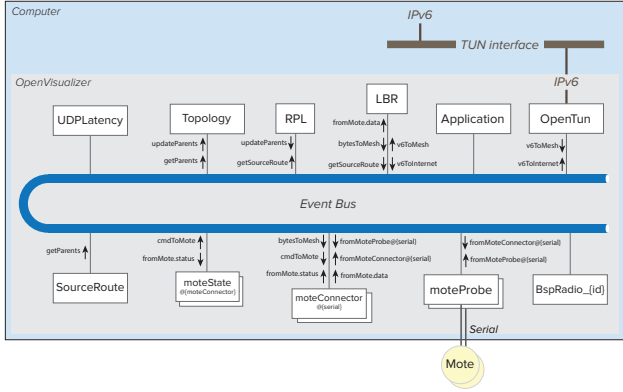 Computer
IPv6
TUN interface
OpenVisualizer
IPv6
UDPLatency
Topology
RPL
LBR
Application
OpenTun
updateParents
getParents
updateParents
getSourceRoute
fromMote.data
bytesToMesh
v6ToMesh
getSourceRoute
v6ToInternet
v6ToMesh
v6ToInternet
Event Bus
getParents
cmdToMote
fromMote.status
bytesToMesh
fromMoteProbe@(serial)
cmdToMote
fromMoteConnector@(serial)
fromMote.status
fromMote.data
fromMoteConnector@(serial)
fromMoteProbe@(serial)
SourceRoute
moteState
@(moteConnector)
moteConnector
@(serial)
moteProbe
BspRadio_{id}
Serial
Mote